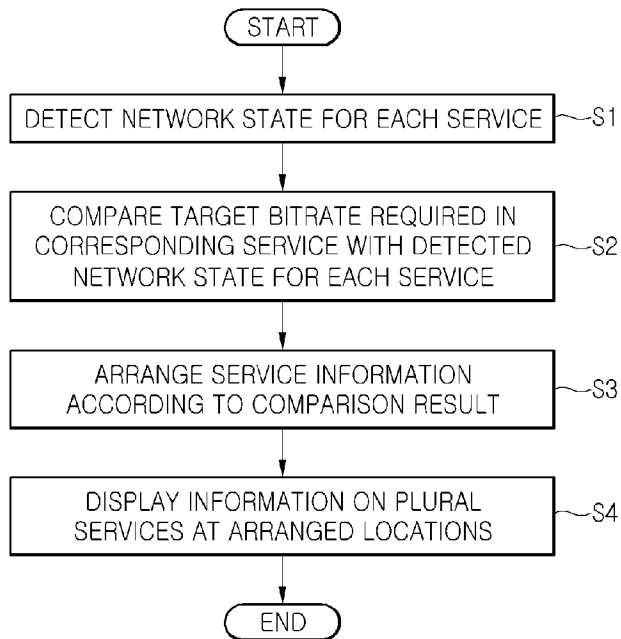 START
DETECT NETWORK STATE FOR EACH SERVICE
S1
COMPARE TARGET BITRATE REQUIRED IN
CORRESPONDING SERVICE WITH DETECTED
NETWORK STATE FOR EACH SERVICE
S2
ARRANGE SERVICE INFORMATION
ACCORDING TO COMPARISON RESULT
S3
DISPLAY INFORMATION ON PLURAL
SERVICES AT ARRANGED LOCATIONS
S4
END